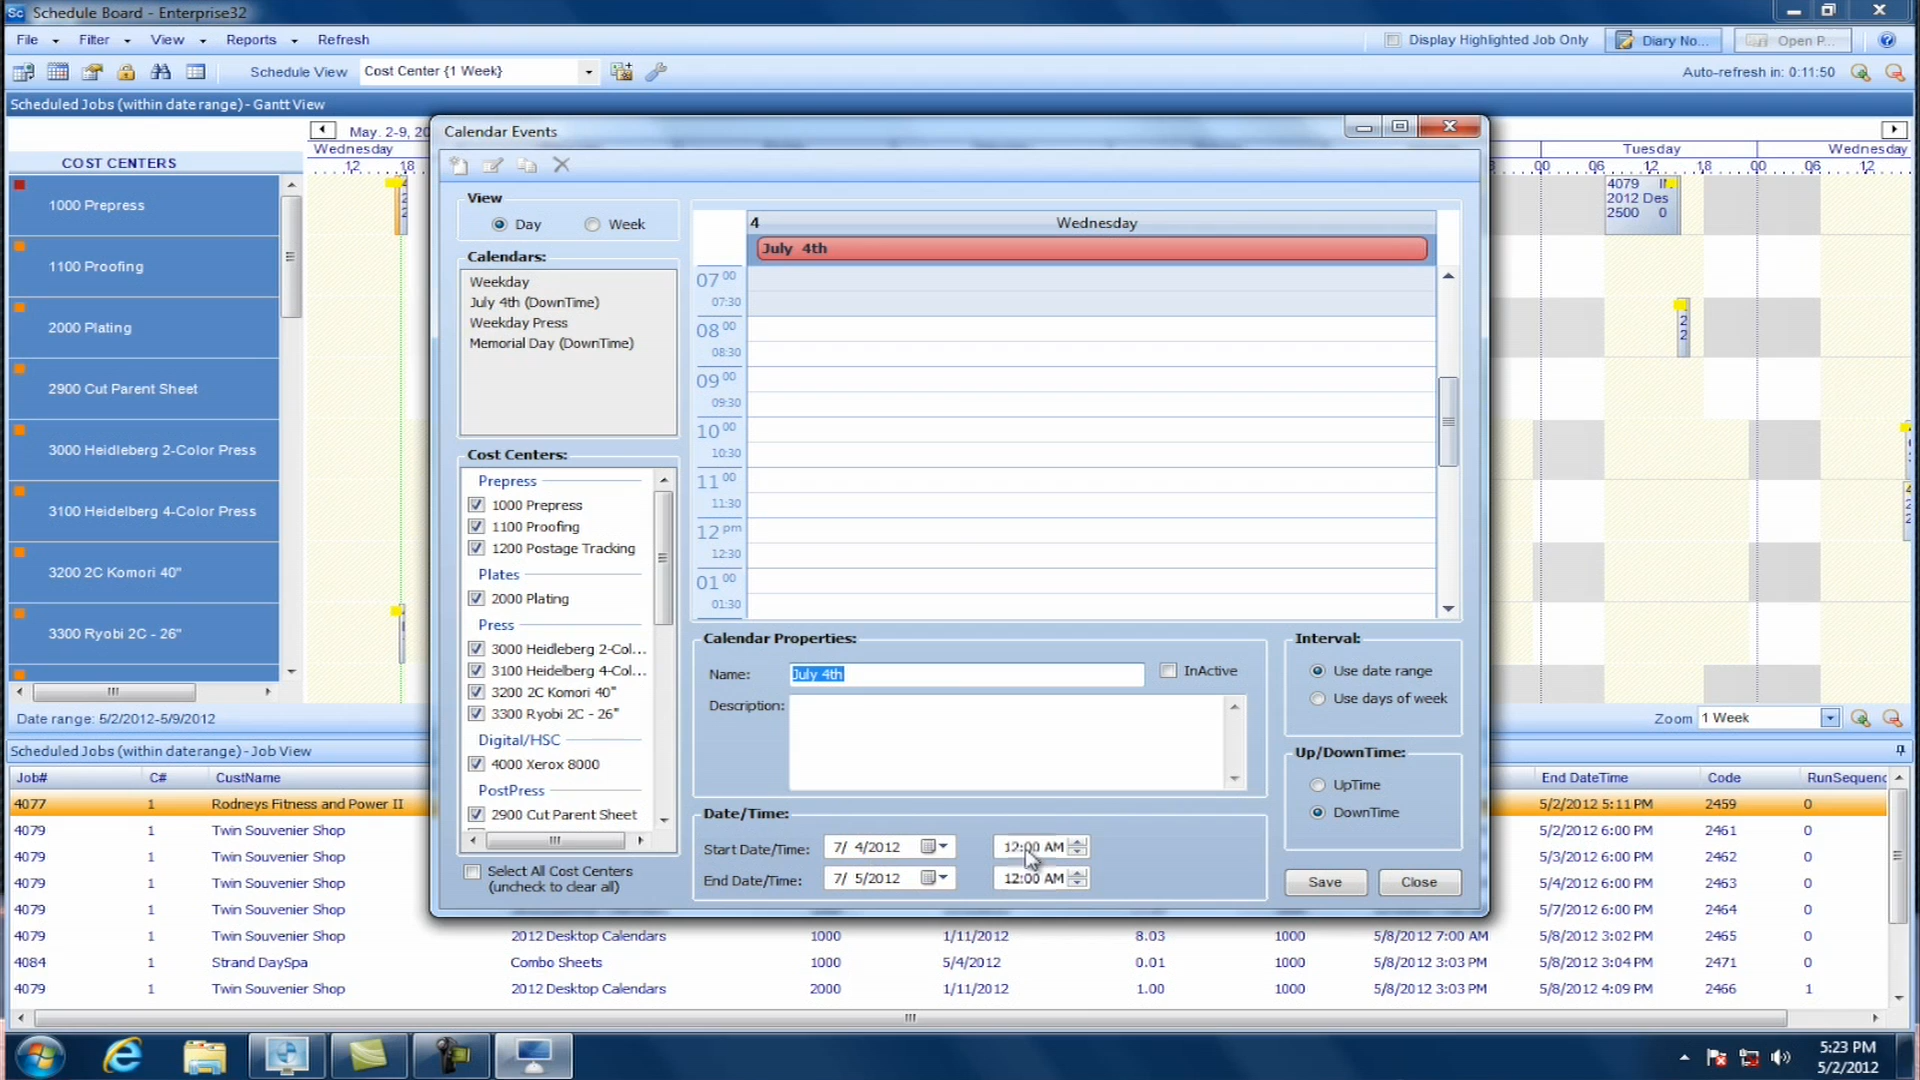 Sc Schedule Board - Enterprise32
File Filter View Reports Refresh
Display Highlighted Job Only Diary No... Open P...
Schedule View Cost Center {1 Week}
Auto-refresh in: 0:11:50
Scheduled Jobs (within date range) - Gantt View
May. 2-9, 20
Wednesday
12 18
COST CENTERS
1000 Prepress
1100 Proofing
2000 Plating
2900 Cut Parent Sheet
3000 Heidleberg 2-Color Press
3100 Heidelberg 4-Color Press
3200 2C Komori 40"
3300 Ryobi 2C - 26"
Tuesday Wednesday
00 06 12 18 00 06 12
4079
2012 Des
2500 0
2
2
Date range: 5/2/2012-5/9/2012
Zoom 1 Week
Calendar Events
View
Day Week
Calendars:
Weekday
July 4th (DownTime)
Weekday Press
Memorial Day (DownTime)
Cost Centers:
Prepress
1000 Prepress
1100 Proofing
1200 Postage Tracking
Plates
2000 Plating
Press
3000 Heidleberg 2-Col...
3100 Heidelberg 4-Col...
3200 2C Komori 40"
3300 Ryobi 2C - 26"
Digital/HSC
4000 Xerox 8000
PostPress
2900 Cut Parent Sheet
Select All Cost Centers
(uncheck to clear all)
4 Wednesday
July 4th
07 00
07:30
08 00
08:30
09 00
09:30
10 00
10:30
11 00
11:30
12 pm
12:30
01 00
01:30
Calendar Properties:
Name: July 4th InActive
Description:
Date/Time:
Start Date/Time: 7/ 4/2012 12:00 AM
End Date/Time: 7/ 5/2012 12:00 AM
Interval:
Use date range
Use days of week
Up/DownTime:
UpTime
DownTime
Save Close
Scheduled Jobs (within daterange) - Job View
Job# C# CustName End DateTime Code RunSequenc
4077 1 Rodneys Fitness and Power II 5/2/2012 5:11 PM 2459 0
4079 1 Twin Souvenier Shop 5/2/2012 6:00 PM 2461 0
4079 1 Twin Souvenier Shop 5/3/2012 6:00 PM 2462 0
4079 1 Twin Souvenier Shop 5/4/2012 6:00 PM 2463 0
4079 1 Twin Souvenier Shop 5/7/2012 6:00 PM 2464 0
4079 1 Twin Souvenier Shop 2012 Desktop Calendars 1000 1/11/2012 8.03 1000 5/8/2012 7:00 AM 5/8/2012 3:02 PM 2465 0
4084 1 Strand DaySpa Combo Sheets 1000 5/4/2012 0.01 1000 5/8/2012 3:03 PM 5/8/2012 3:04 PM 2471 0
4079 1 Twin Souvenier Shop 2012 Desktop Calendars 2000 1/11/2012 1.00 1000 5/8/2012 3:03 PM 5/8/2012 4:09 PM 2466 1
5:23 PM
5/2/2012